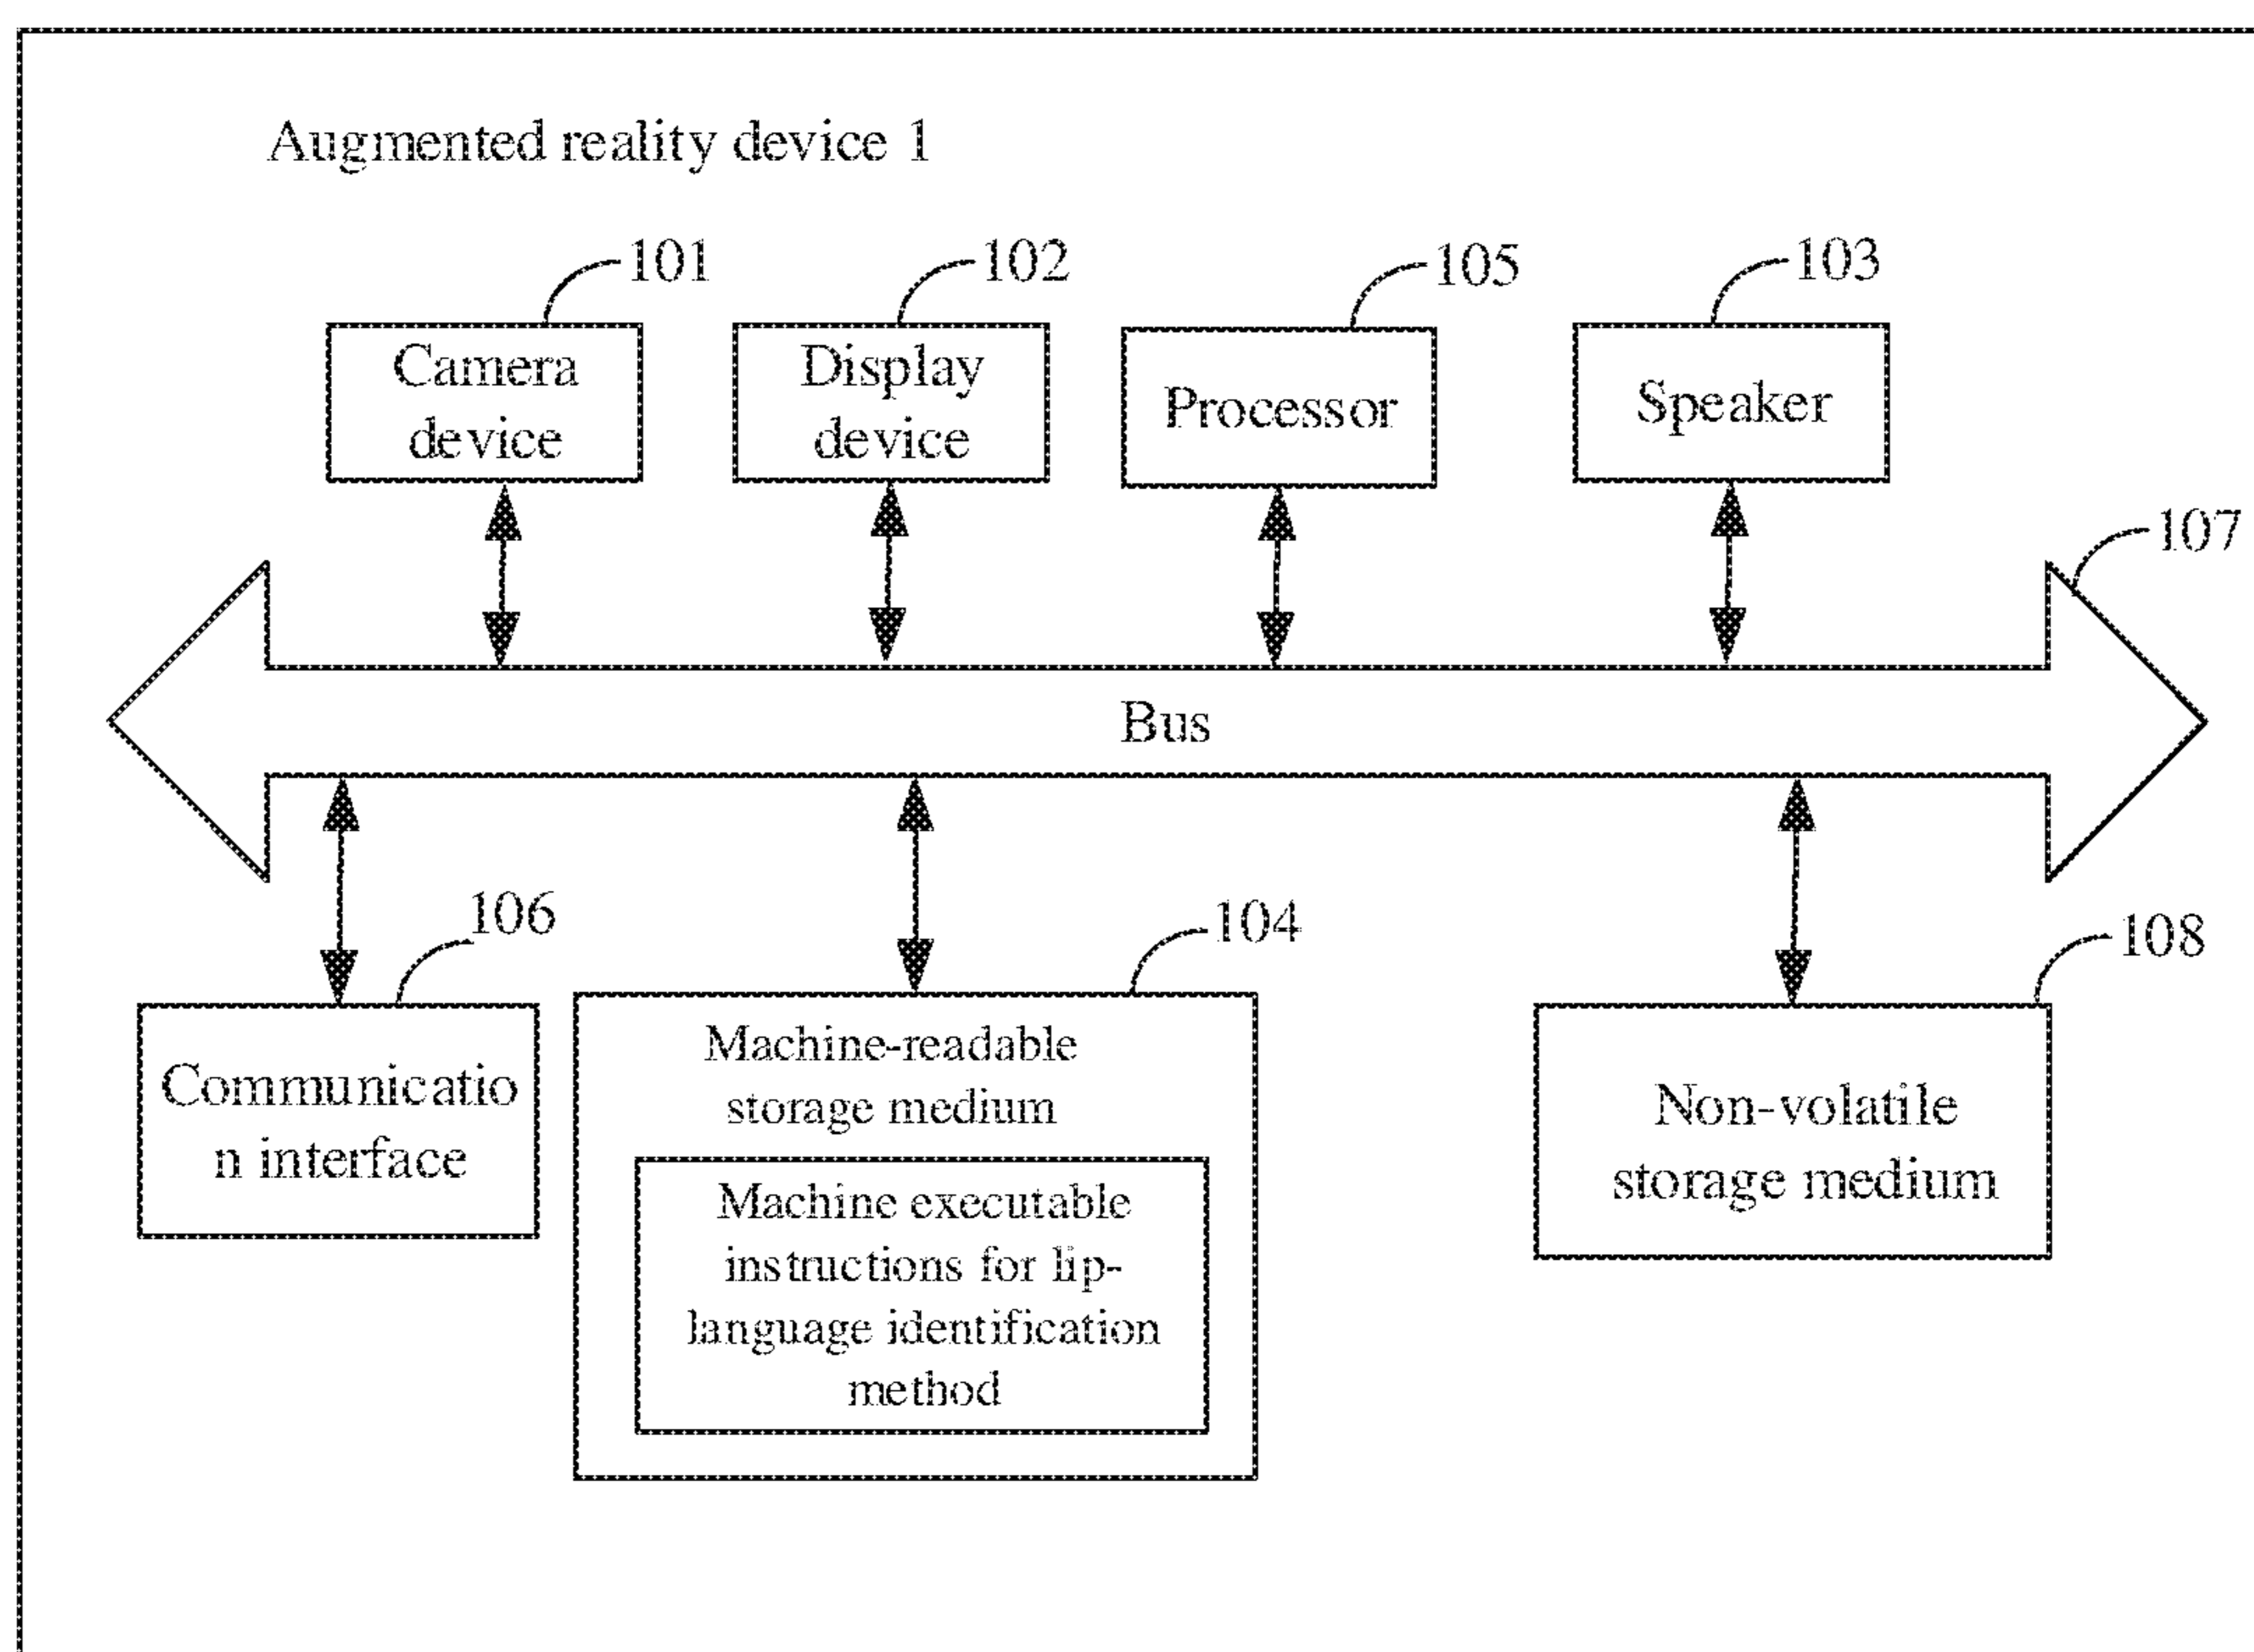 Augmented reality device 1
101
102
105
103
Camera
device
Display
device
Processor
Speaker
107
Bus
106
104
108
Communicatio
n interface
Machine-readable
storage medium
Machine executable
instructions for lip-
language identification
method
Non-volatile
storage medium